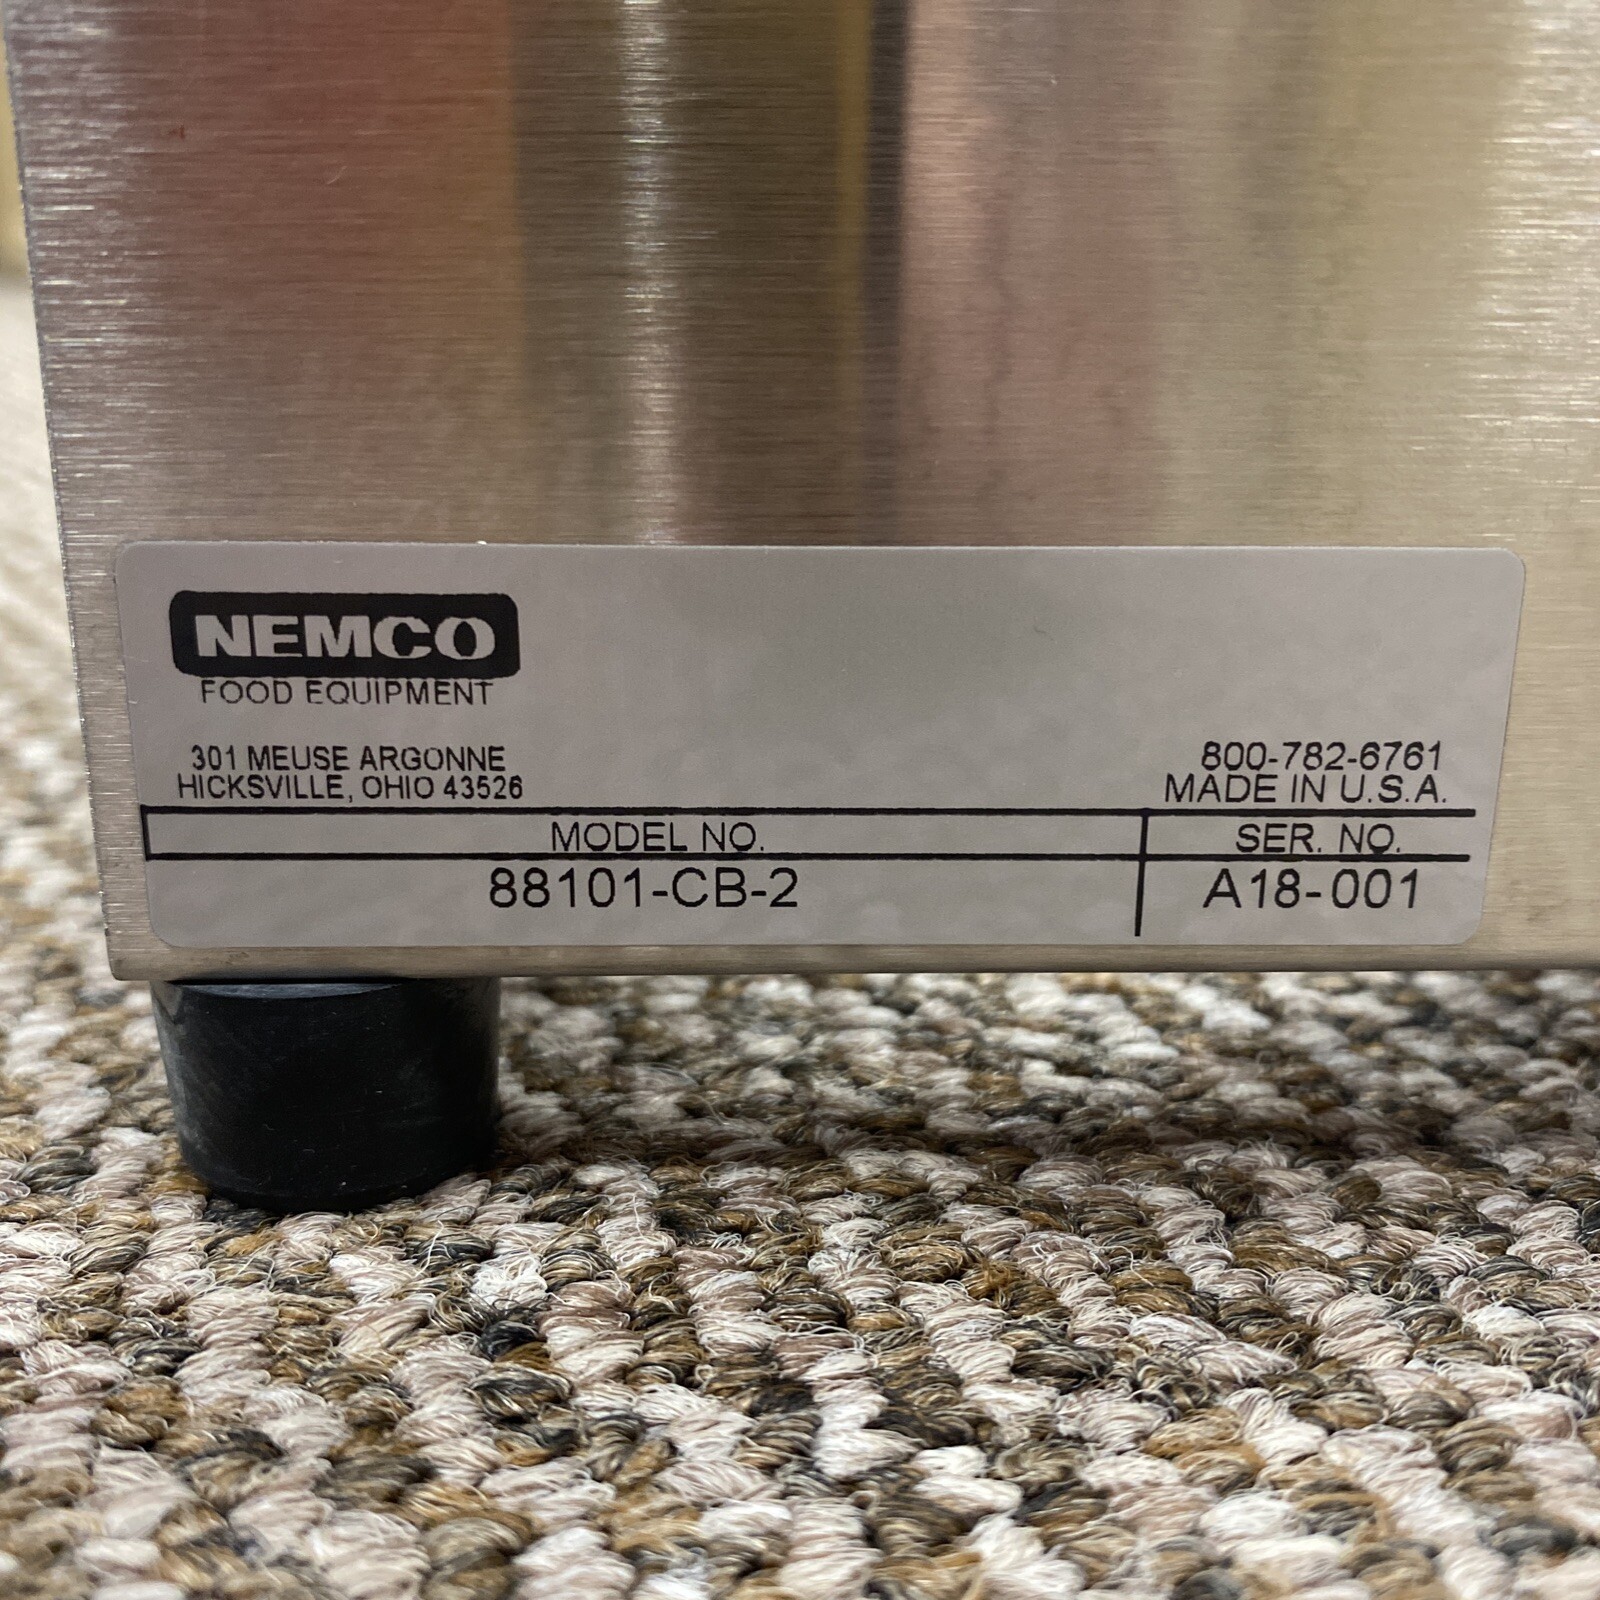 NEMCO
FOOD EQUIPMENT
301 MEUSE ARGONNE
HICKSVILLE, OHIO 43526
800-782-6761
MADE IN U.S.A.
MODEL NO.
SER. NO.
88101-CB-2
A18-001